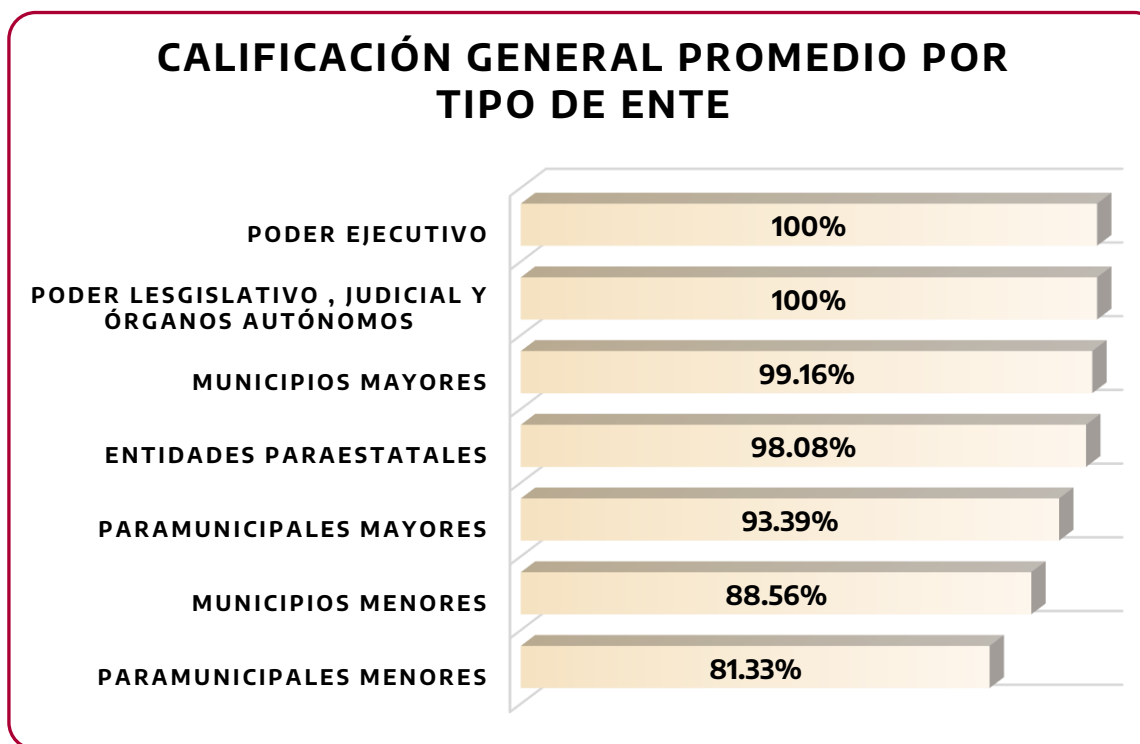 CALIFICACIÓN GENERAL PROMEDIO POR
TIPO DE ENTE
PODER EJECUTIVO
100%
PODER LESGISLATIVO , JUDICIAL Y
ÓRGANOS AUTÓNOMOS
100%
MUNICIPIOS MAYORES
99.16%
ENTIDADES PARAESTATALES
98.08%
PARAMUNICIPALES MAYORES
93.39%
MUNICIPIOS MENORES
88.56%
PARAMUNICIPALES MENORES
81.33%